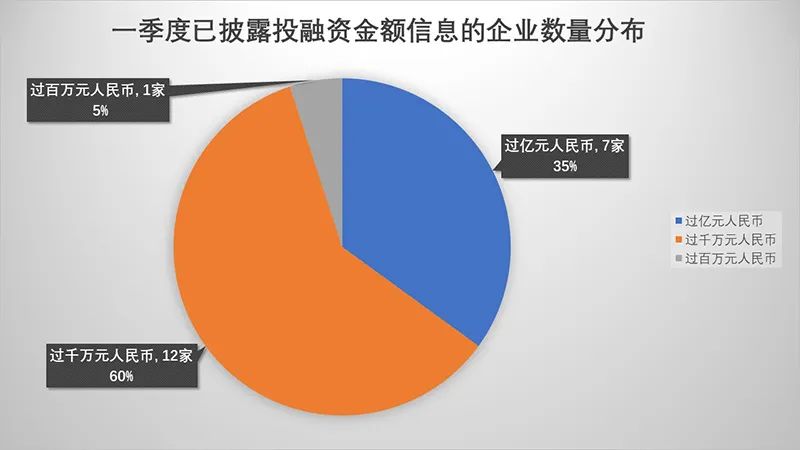 一季度已披露投融资金额信息的企业数量分布
过百万元人民币, 1家
5%
过亿元人民币, 7家
35%
过亿元人民币
过千万元人民币
过百万元人民币
过千万元人民币, 12家
60%